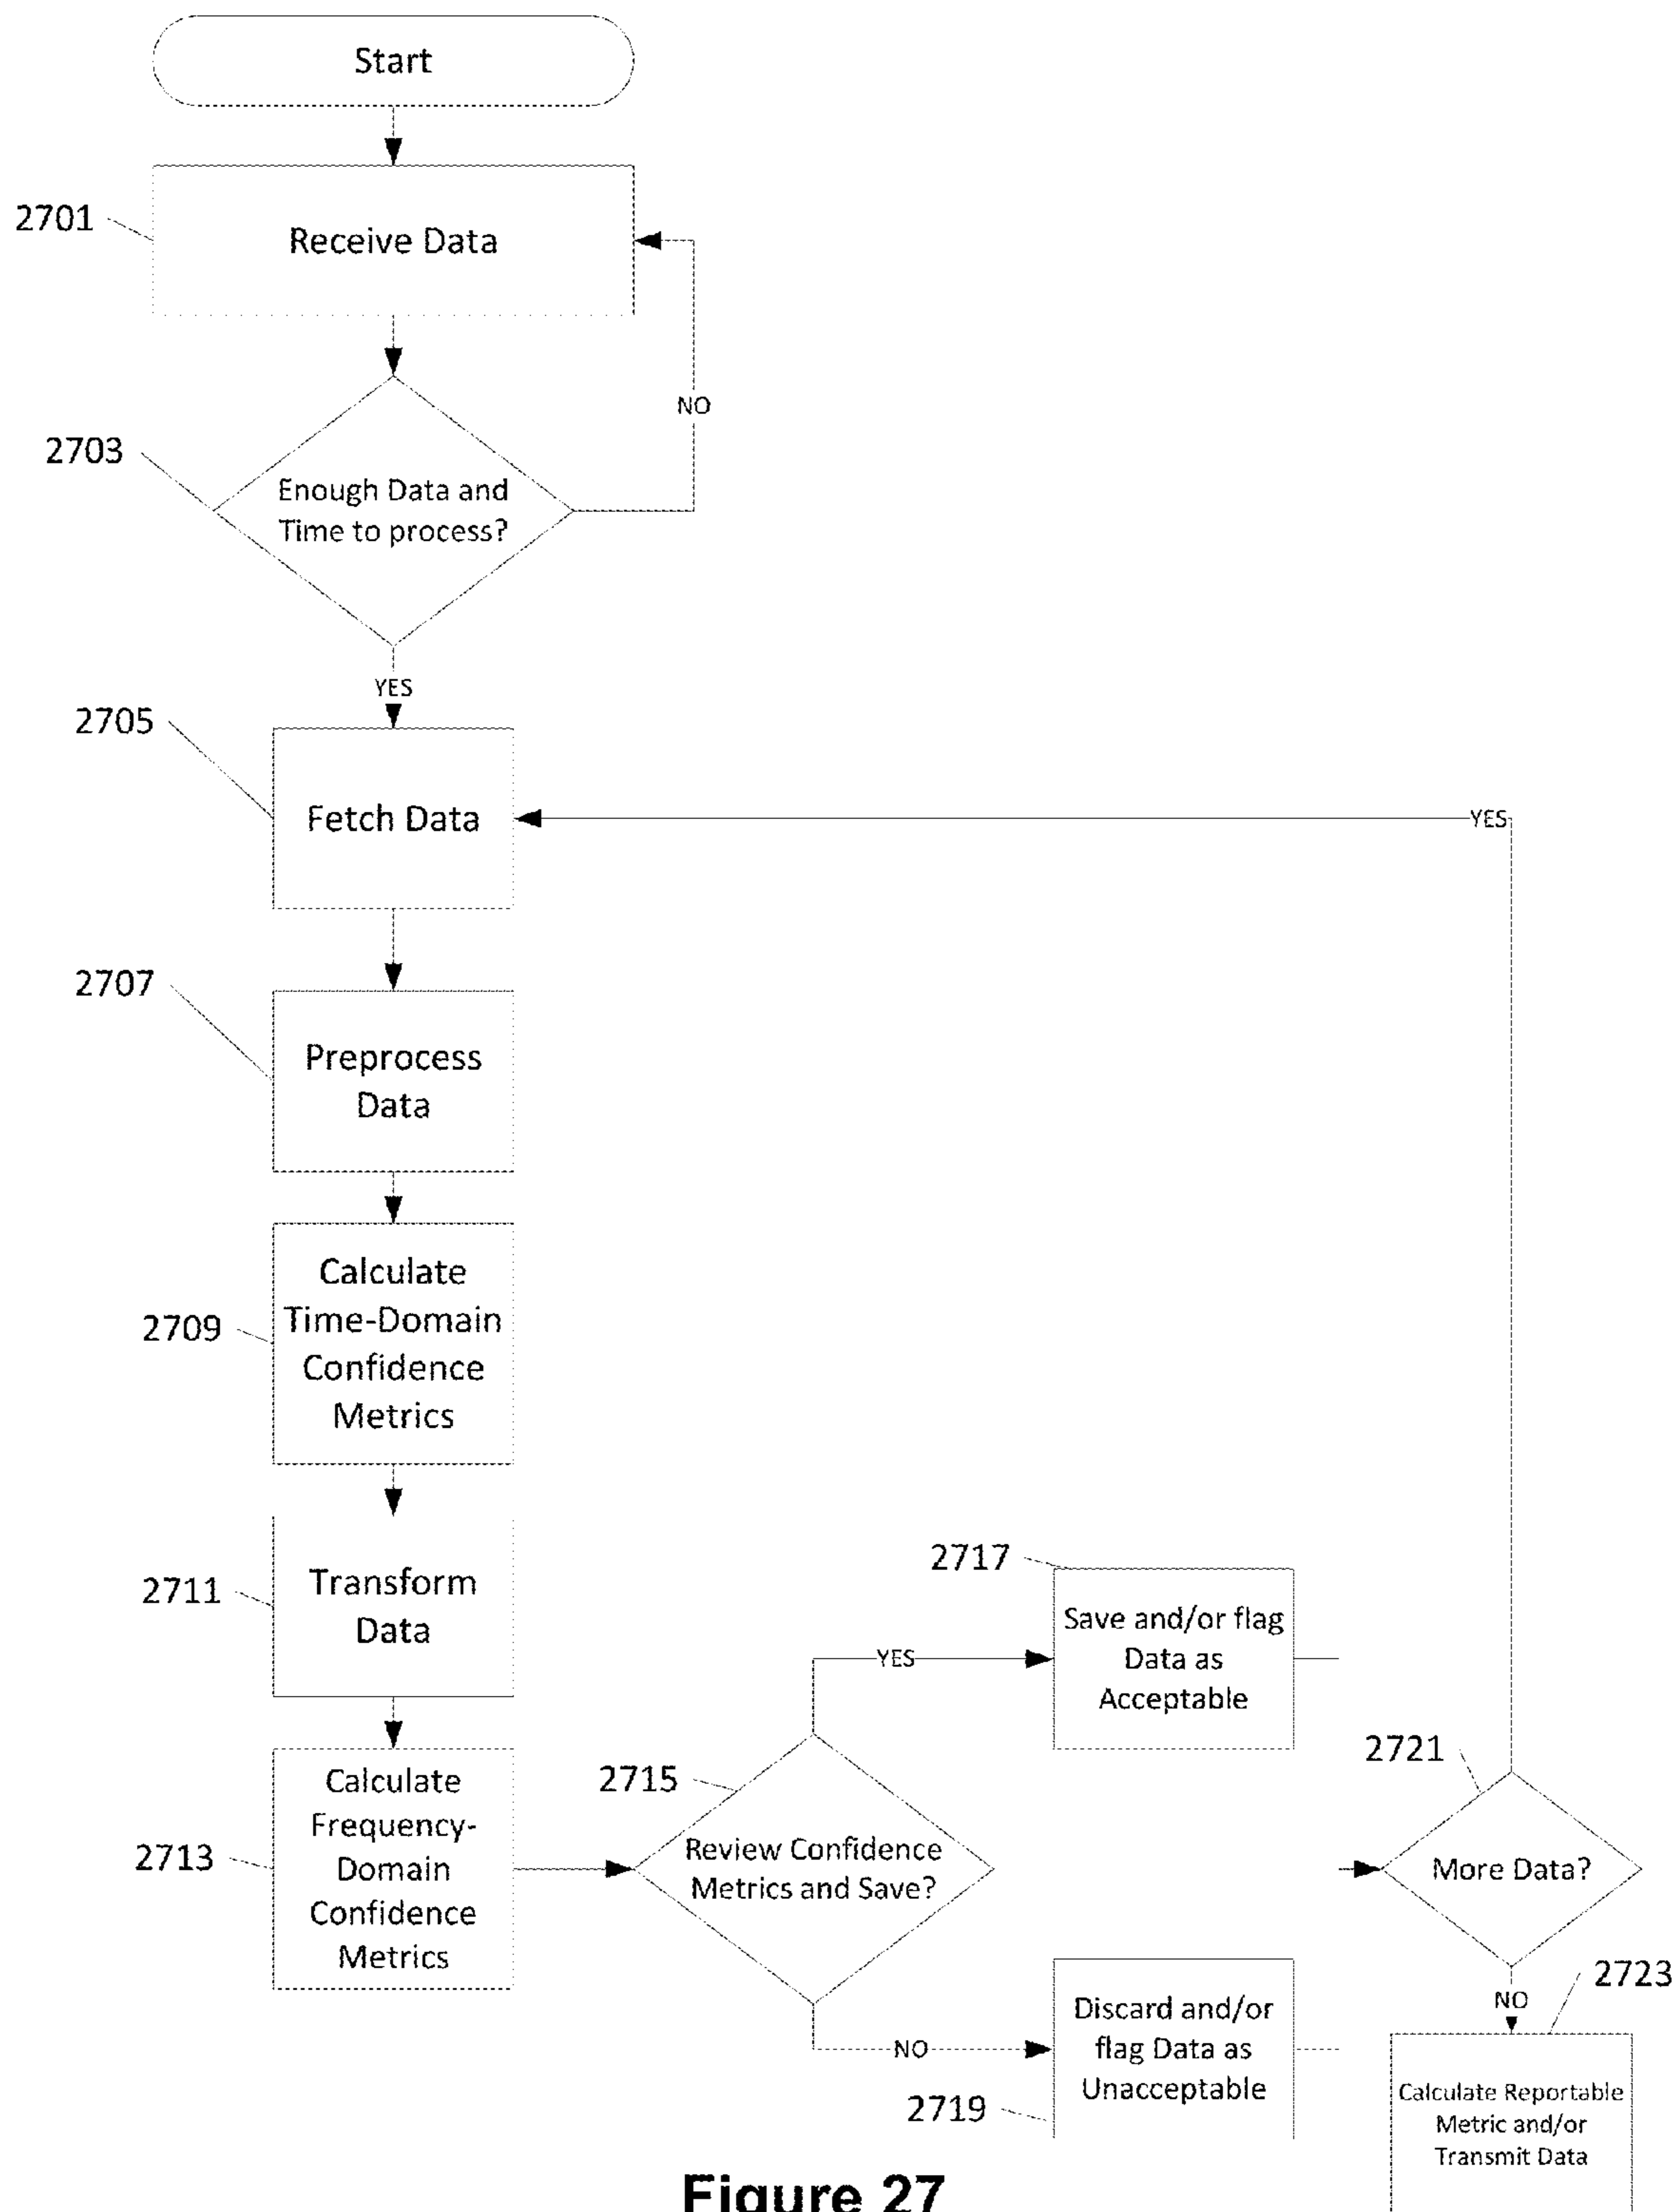 Start
2701
Receive Data
NO
2703
Enough Data and
Time to process?
YES
2705
Fetch Data
YES
2707
Preprocess
Data
2709
Calculate
Time-Domain
Confidence
Metrics
2711
Transform
Data
2713
Calculate
Frequency-
Domain
Confidence
Metrics
2715
Review Confidence
Metrics and Save?
YES
2717
Save and/or flag
Data as
Acceptable
NO
2719
Discard and/or
flag Data as
Unacceptable
2721
More Data?
NO
2723
Calculate Reportable
Metric and/or
Transmit Data
Figure 27